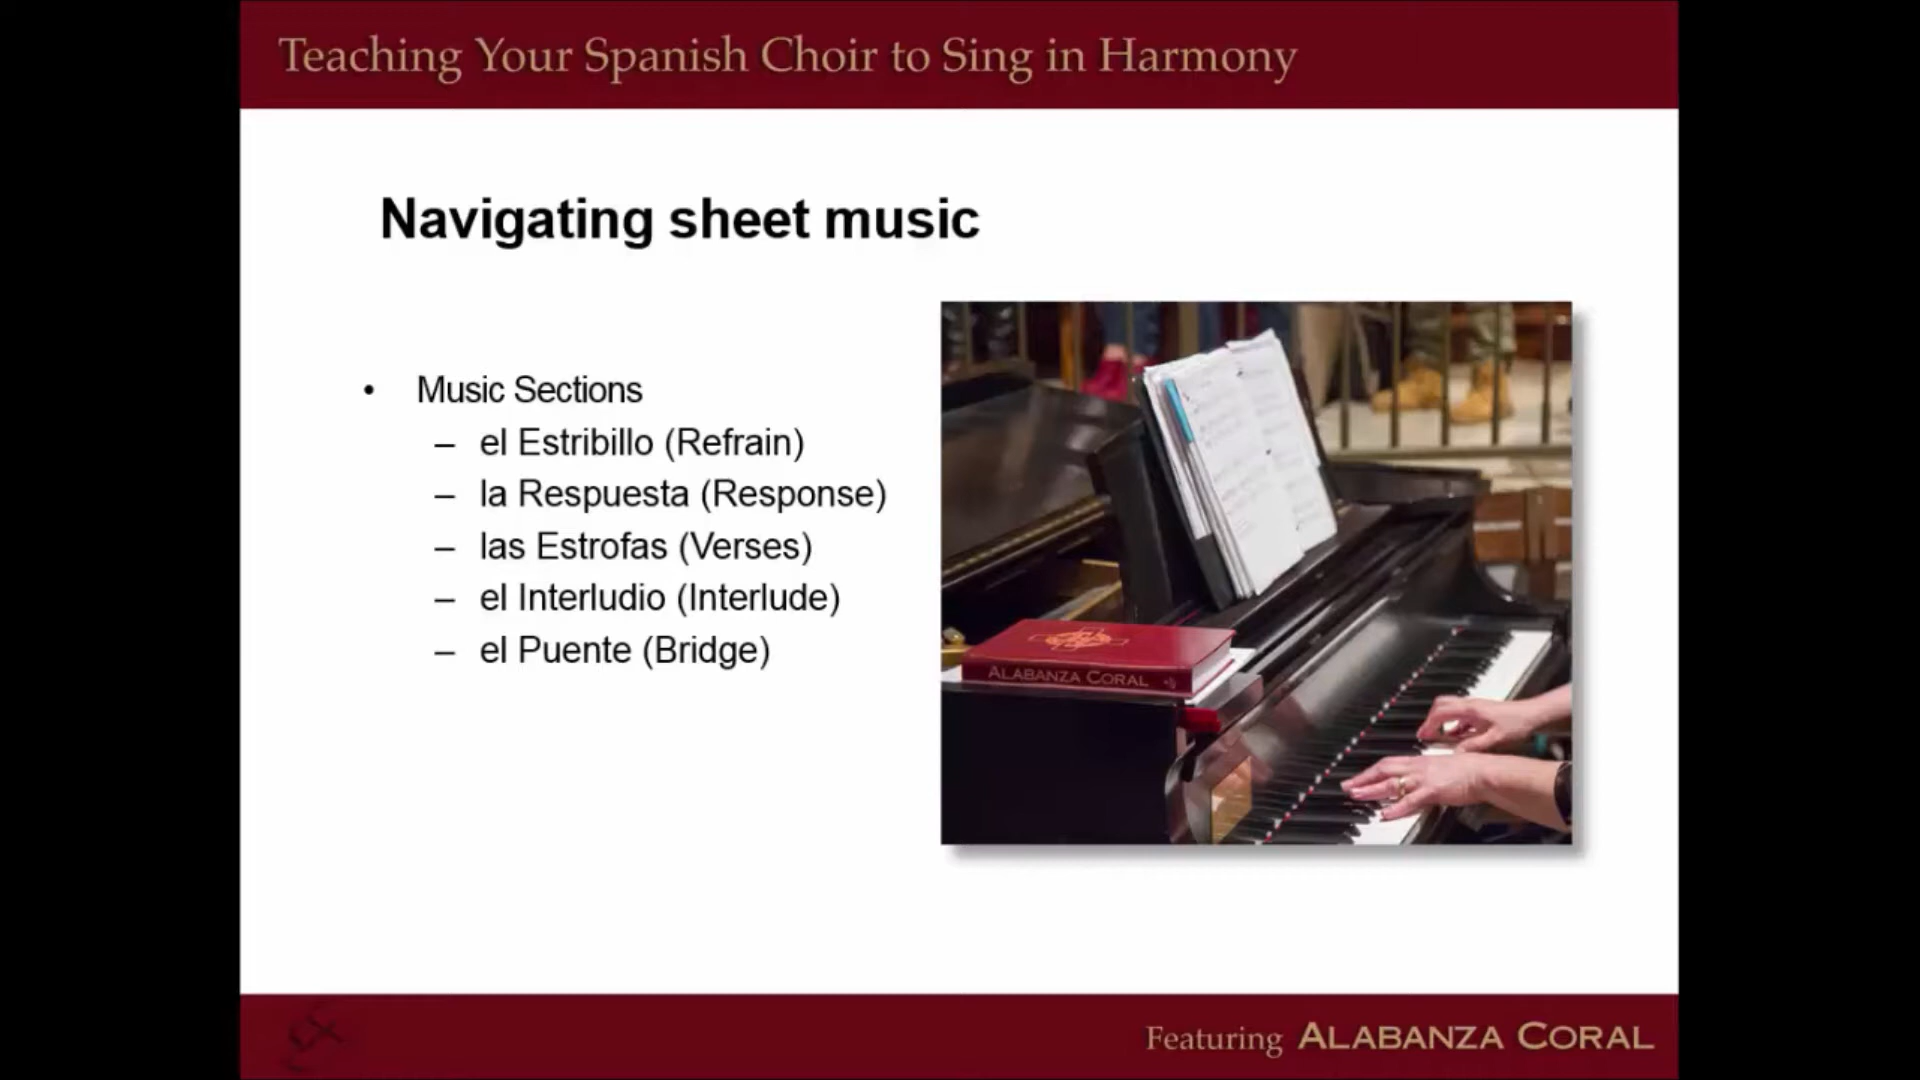 Teaching Your Spanish Choir to Sing in Harmony
Navigating sheet music
• Music Sections
– el Estribillo (Refrain)
– la Respuesta (Response)
– las Estrofas (Verses)
– el Interludio (Interlude)
– el Puente (Bridge)
ALABANZA CORAL
Featuring ALABANZA CORAL